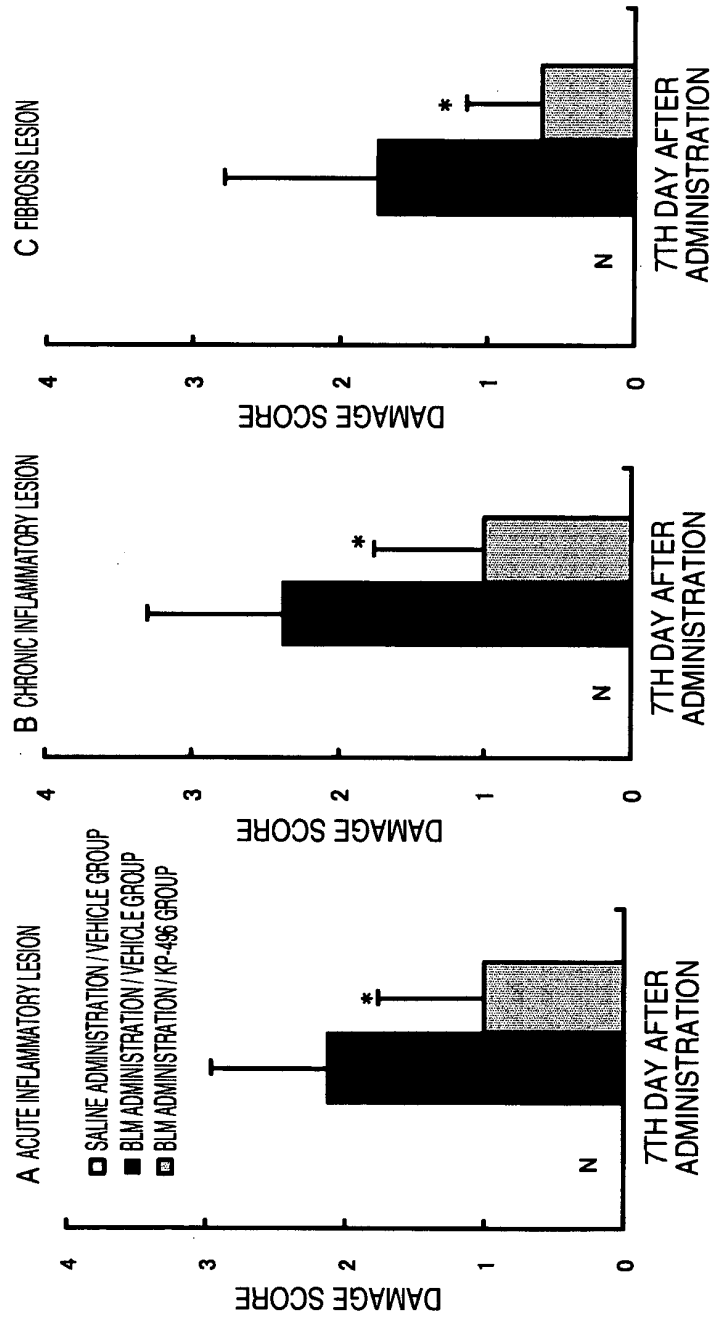 A ACUTE INFLAMMATORY LESION
SALINE ADMINISTRATION / VEHICLE GROUP
BLM ADMINISTRATION / VEHICLE GROUP
BLM ADMINISTRATION / KP-496 GROUP
DAMAGE SCORE
4
3
2
1
0
N
*
7TH DAY AFTER
ADMINISTRATION
B CHRONIC INFLAMMATORY LESION
DAMAGE SCORE
4
3
2
1
0
N
*
7TH DAY AFTER
ADMINISTRATION
C FIBROSIS LESION
DAMAGE SCORE
4
3
2
1
0
N
*
7TH DAY AFTER
ADMINISTRATION